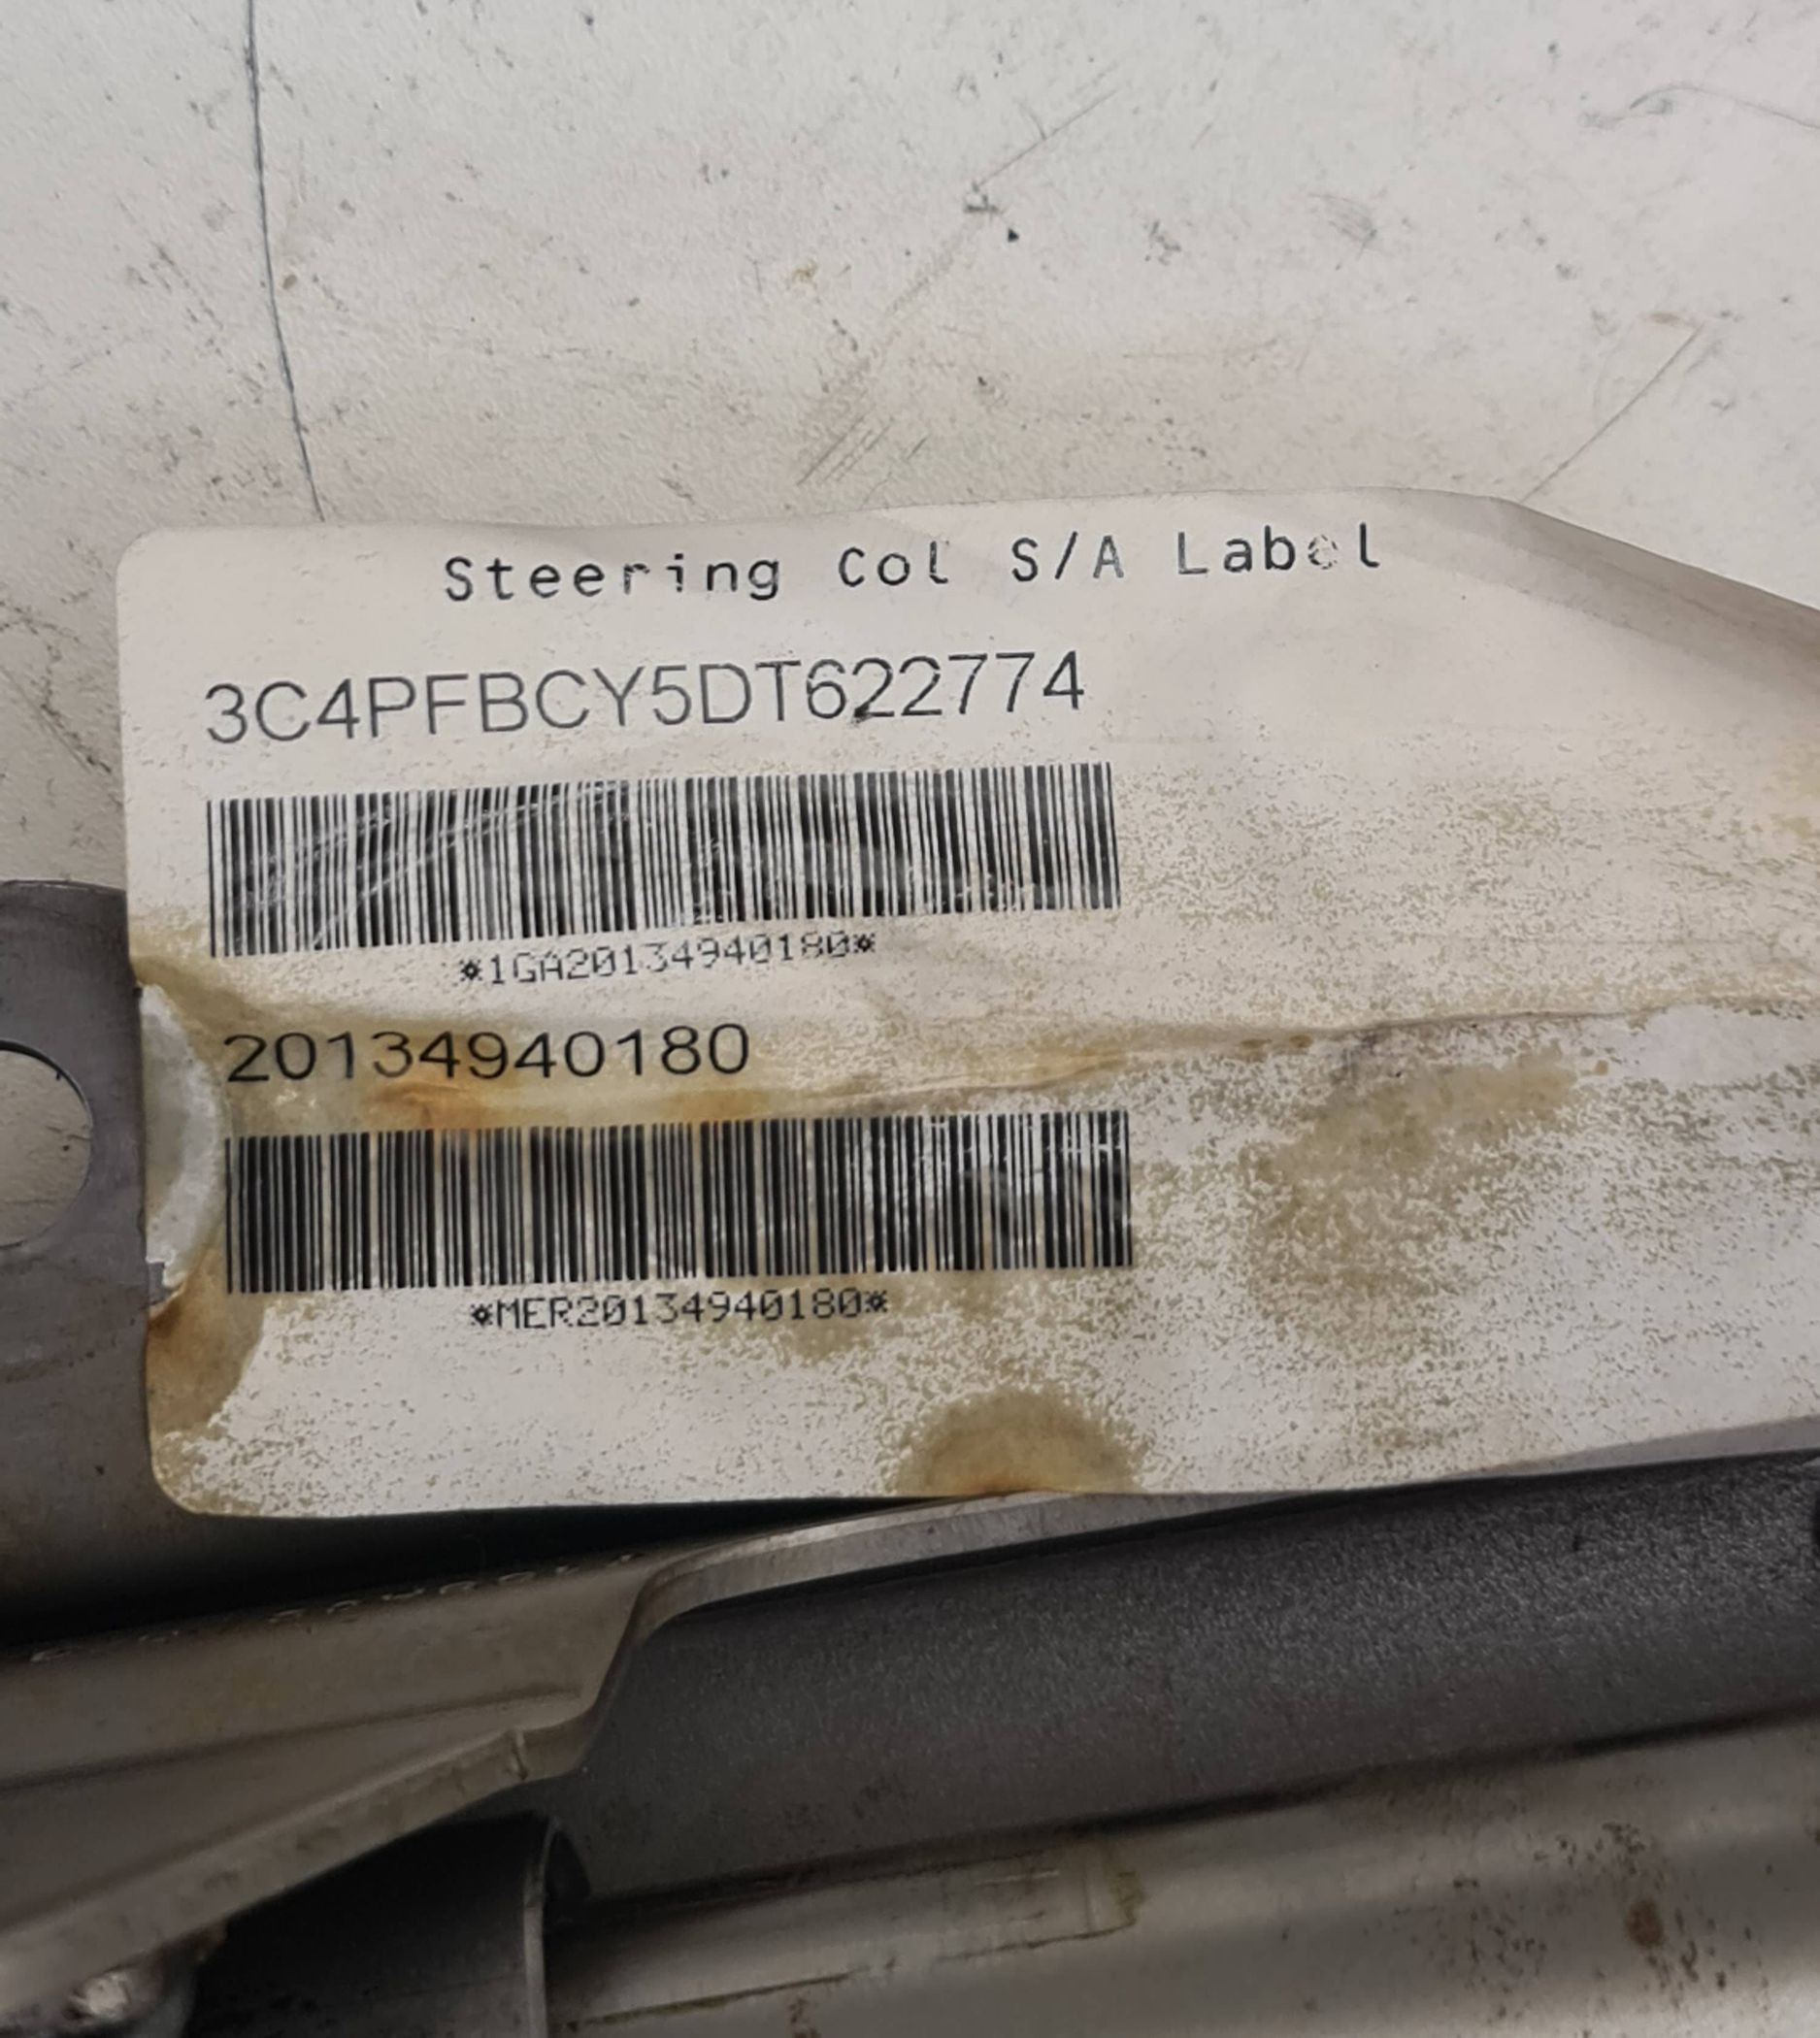 Steering Col S/A Label
3C4PFBCY5DT622774
*1GA20134940180*
20134940180
*MER20134940180*